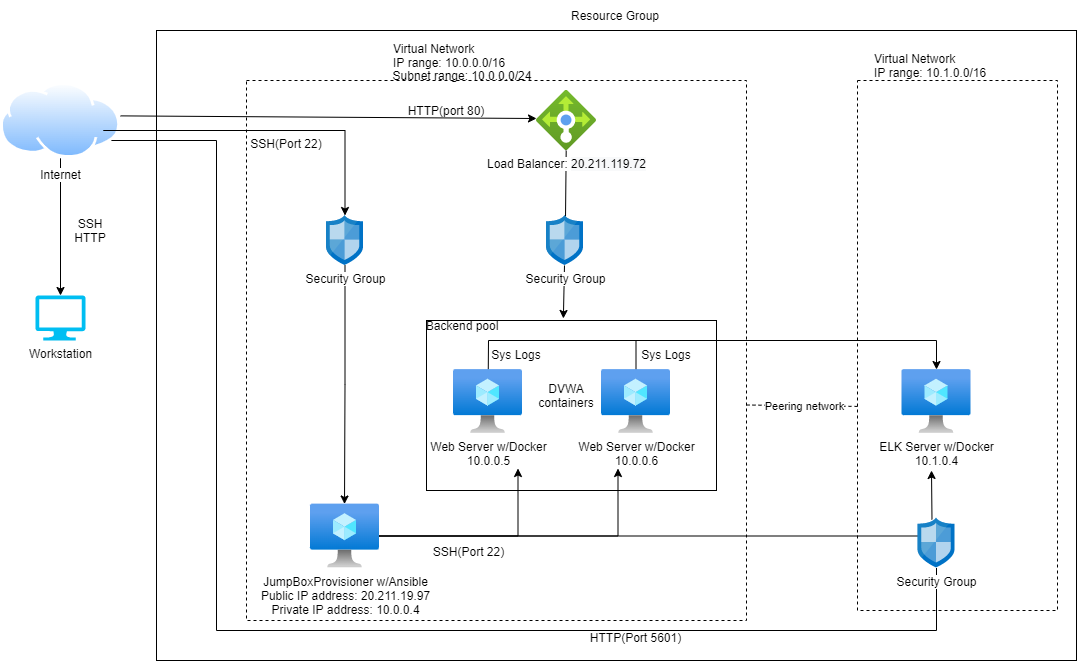 Resource Group
Virtual Network
IP range: 10.0.0.0/16
Subnet range: 10.0.0.0/24
Virtual Network
IP range: 10.1.0.0/16
HTTP(port 80)
SSH(Port 22)
Load Balancer: 20.211.119.72
Internet
SSH
HTTP
Security Group
Security Group
Backend pool
Workstation
Sys Logs
Sys Logs
DVWA
containers
Peering network
Web Server w/Docker
10.0.0.5
Web Server w/Docker
10.0.0.6
ELK Server w/Docker
10.1.0.4
SSH(Port 22)
JumpBoxProvisioner w/Ansible
Public IP address: 20.211.19.97
Private IP address: 10.0.0.4
Security Group
HTTP(Port 5601)